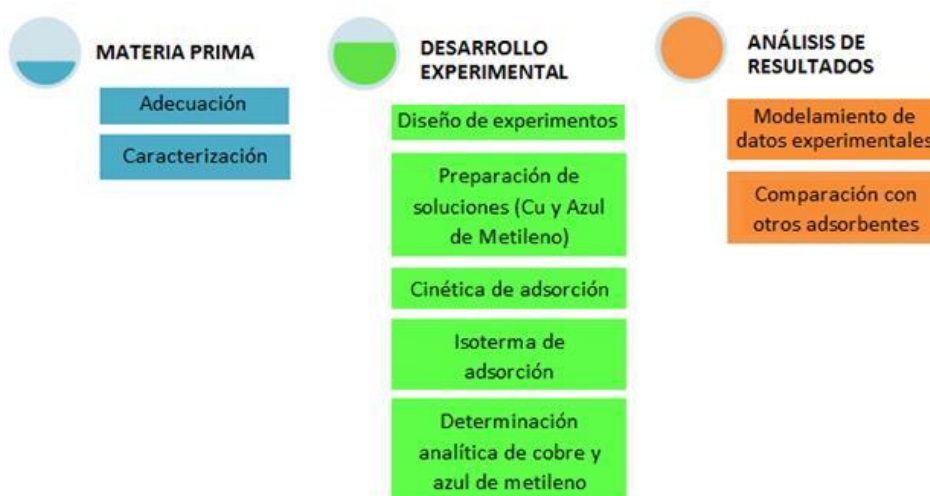 MATERIA PRIMA
Adecuación
Caracterización
DESARROLLO
EXPERIMENTAL
Diseño de experimentos
Preparación de
soluciones (Cu y Azul
de Metileno)
Cinética de adsorción
Isoterma de
adsorción
Determinación
analítica de cobre y
azul de metileno
ANÁLISIS DE
RESULTADOS
Modelamiento de
datos experimentales
Comparación con
otros adsorbentes